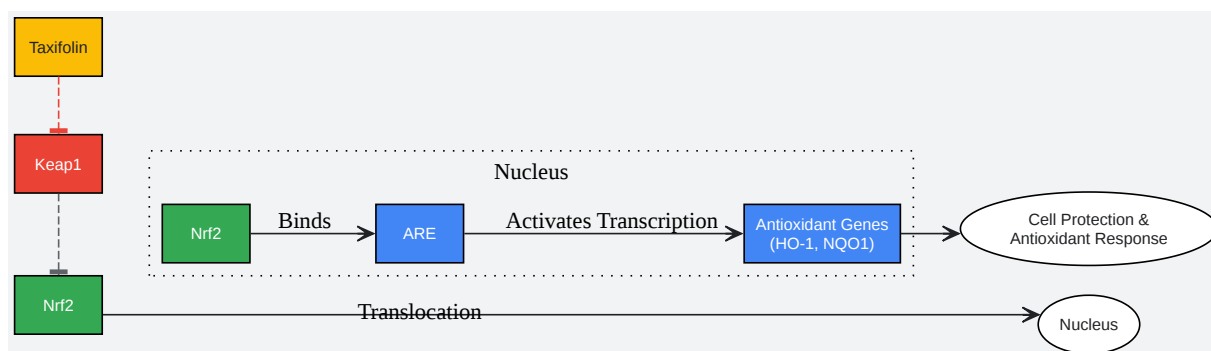 Taxifolin
Keap1
Nucleus
Nrf2
Binds
ARE
Activates Transcription
Antioxidant Genes
(HO-1, NQO1)
Cell Protection &
Antioxidant Response
Nrf2
Translocation
Nucleus